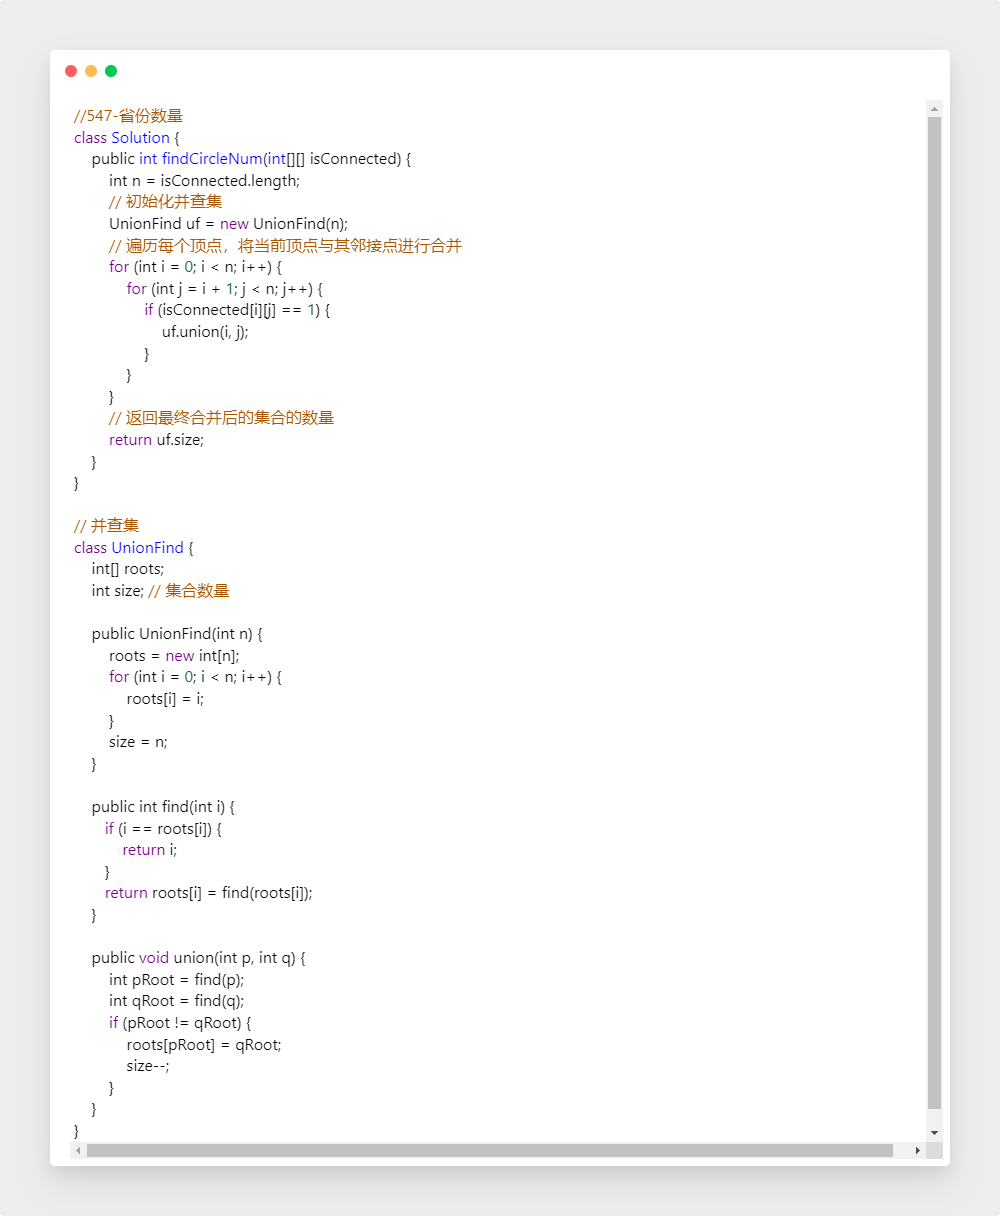 //547-省份数量
class Solution {
    public int findCircleNum(int[][] isConnected) {
        int n = isConnected.length;
        // 初始化并查集
        UnionFind uf = new UnionFind(n);
        // 遍历每个顶点，将当前顶点与其邻接点进行合并
        for (int i = 0; i < n; i++) {
            for (int j = i + 1; j < n; j++) {
                if (isConnected[i][j] == 1) {
                    uf.union(i, j);
                }
            }
        }
        // 返回最终合并后的集合的数量
        return uf.size;
    }
}

// 并查集
class UnionFind {
    int[] roots;
    int size; // 集合数量

    public UnionFind(int n) {
        roots = new int[n];
        for (int i = 0; i < n; i++) {
            roots[i] = i;
        }
        size = n;
    }

    public int find(int i) {
       if (i == roots[i]) {
           return i;
       }
       return roots[i] = find(roots[i]);
    }

    public void union(int p, int q) {
        int pRoot = find(p);
        int qRoot = find(q);
        if (pRoot != qRoot) {
            roots[pRoot] = qRoot;
            size--;
        }
    }
}